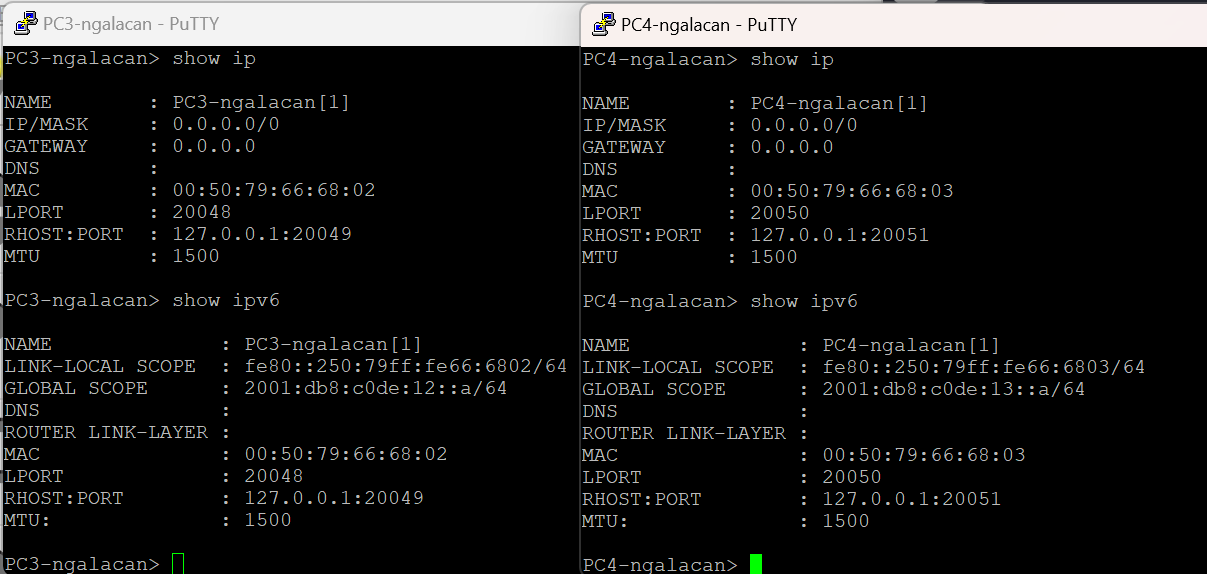 PC3-ngalacan - PuTTY
PC3-ngalacan> show ip
NAME : PC3-ngalacan[1]
IP/MASK : 0.0.0.0/0
GATEWAY : 0.0.0.0
DNS :
MAC : 00:50:79:66:68:02
LPORT : 20048
RHOST:PORT : 127.0.0.1:20049
MTU : 1500
PC3-ngalacan> show ipv6
NAME : PC3-ngalacan[1]
LINK-LOCAL SCOPE : fe80::250:79ff:fe66:6802/64
GLOBAL SCOPE : 2001:db8:c0de:12::a/64
DNS :
ROUTER LINK-LAYER :
MAC : 00:50:79:66:68:02
LPORT : 20048
RHOST:PORT : 127.0.0.1:20049
MTU: : 1500
PC3-ngalacan>
PC4-ngalacan - PuTTY
PC4-ngalacan> show ip
NAME : PC4-ngalacan[1]
IP/MASK : 0.0.0.0/0
GATEWAY : 0.0.0.0
DNS :
MAC : 00:50:79:66:68:03
LPORT : 20050
RHOST:PORT : 127.0.0.1:20051
MTU : 1500
PC4-ngalacan> show ipv6
NAME : PC4-ngalacan[1]
LINK-LOCAL SCOPE : fe80::250:79ff:fe66:6803/64
GLOBAL SCOPE : 2001:db8:c0de:13::a/64
DNS :
ROUTER LINK-LAYER :
MAC : 00:50:79:66:68:03
LPORT : 20050
RHOST:PORT : 127.0.0.1:20051
MTU: : 1500
PC4-ngalacan>